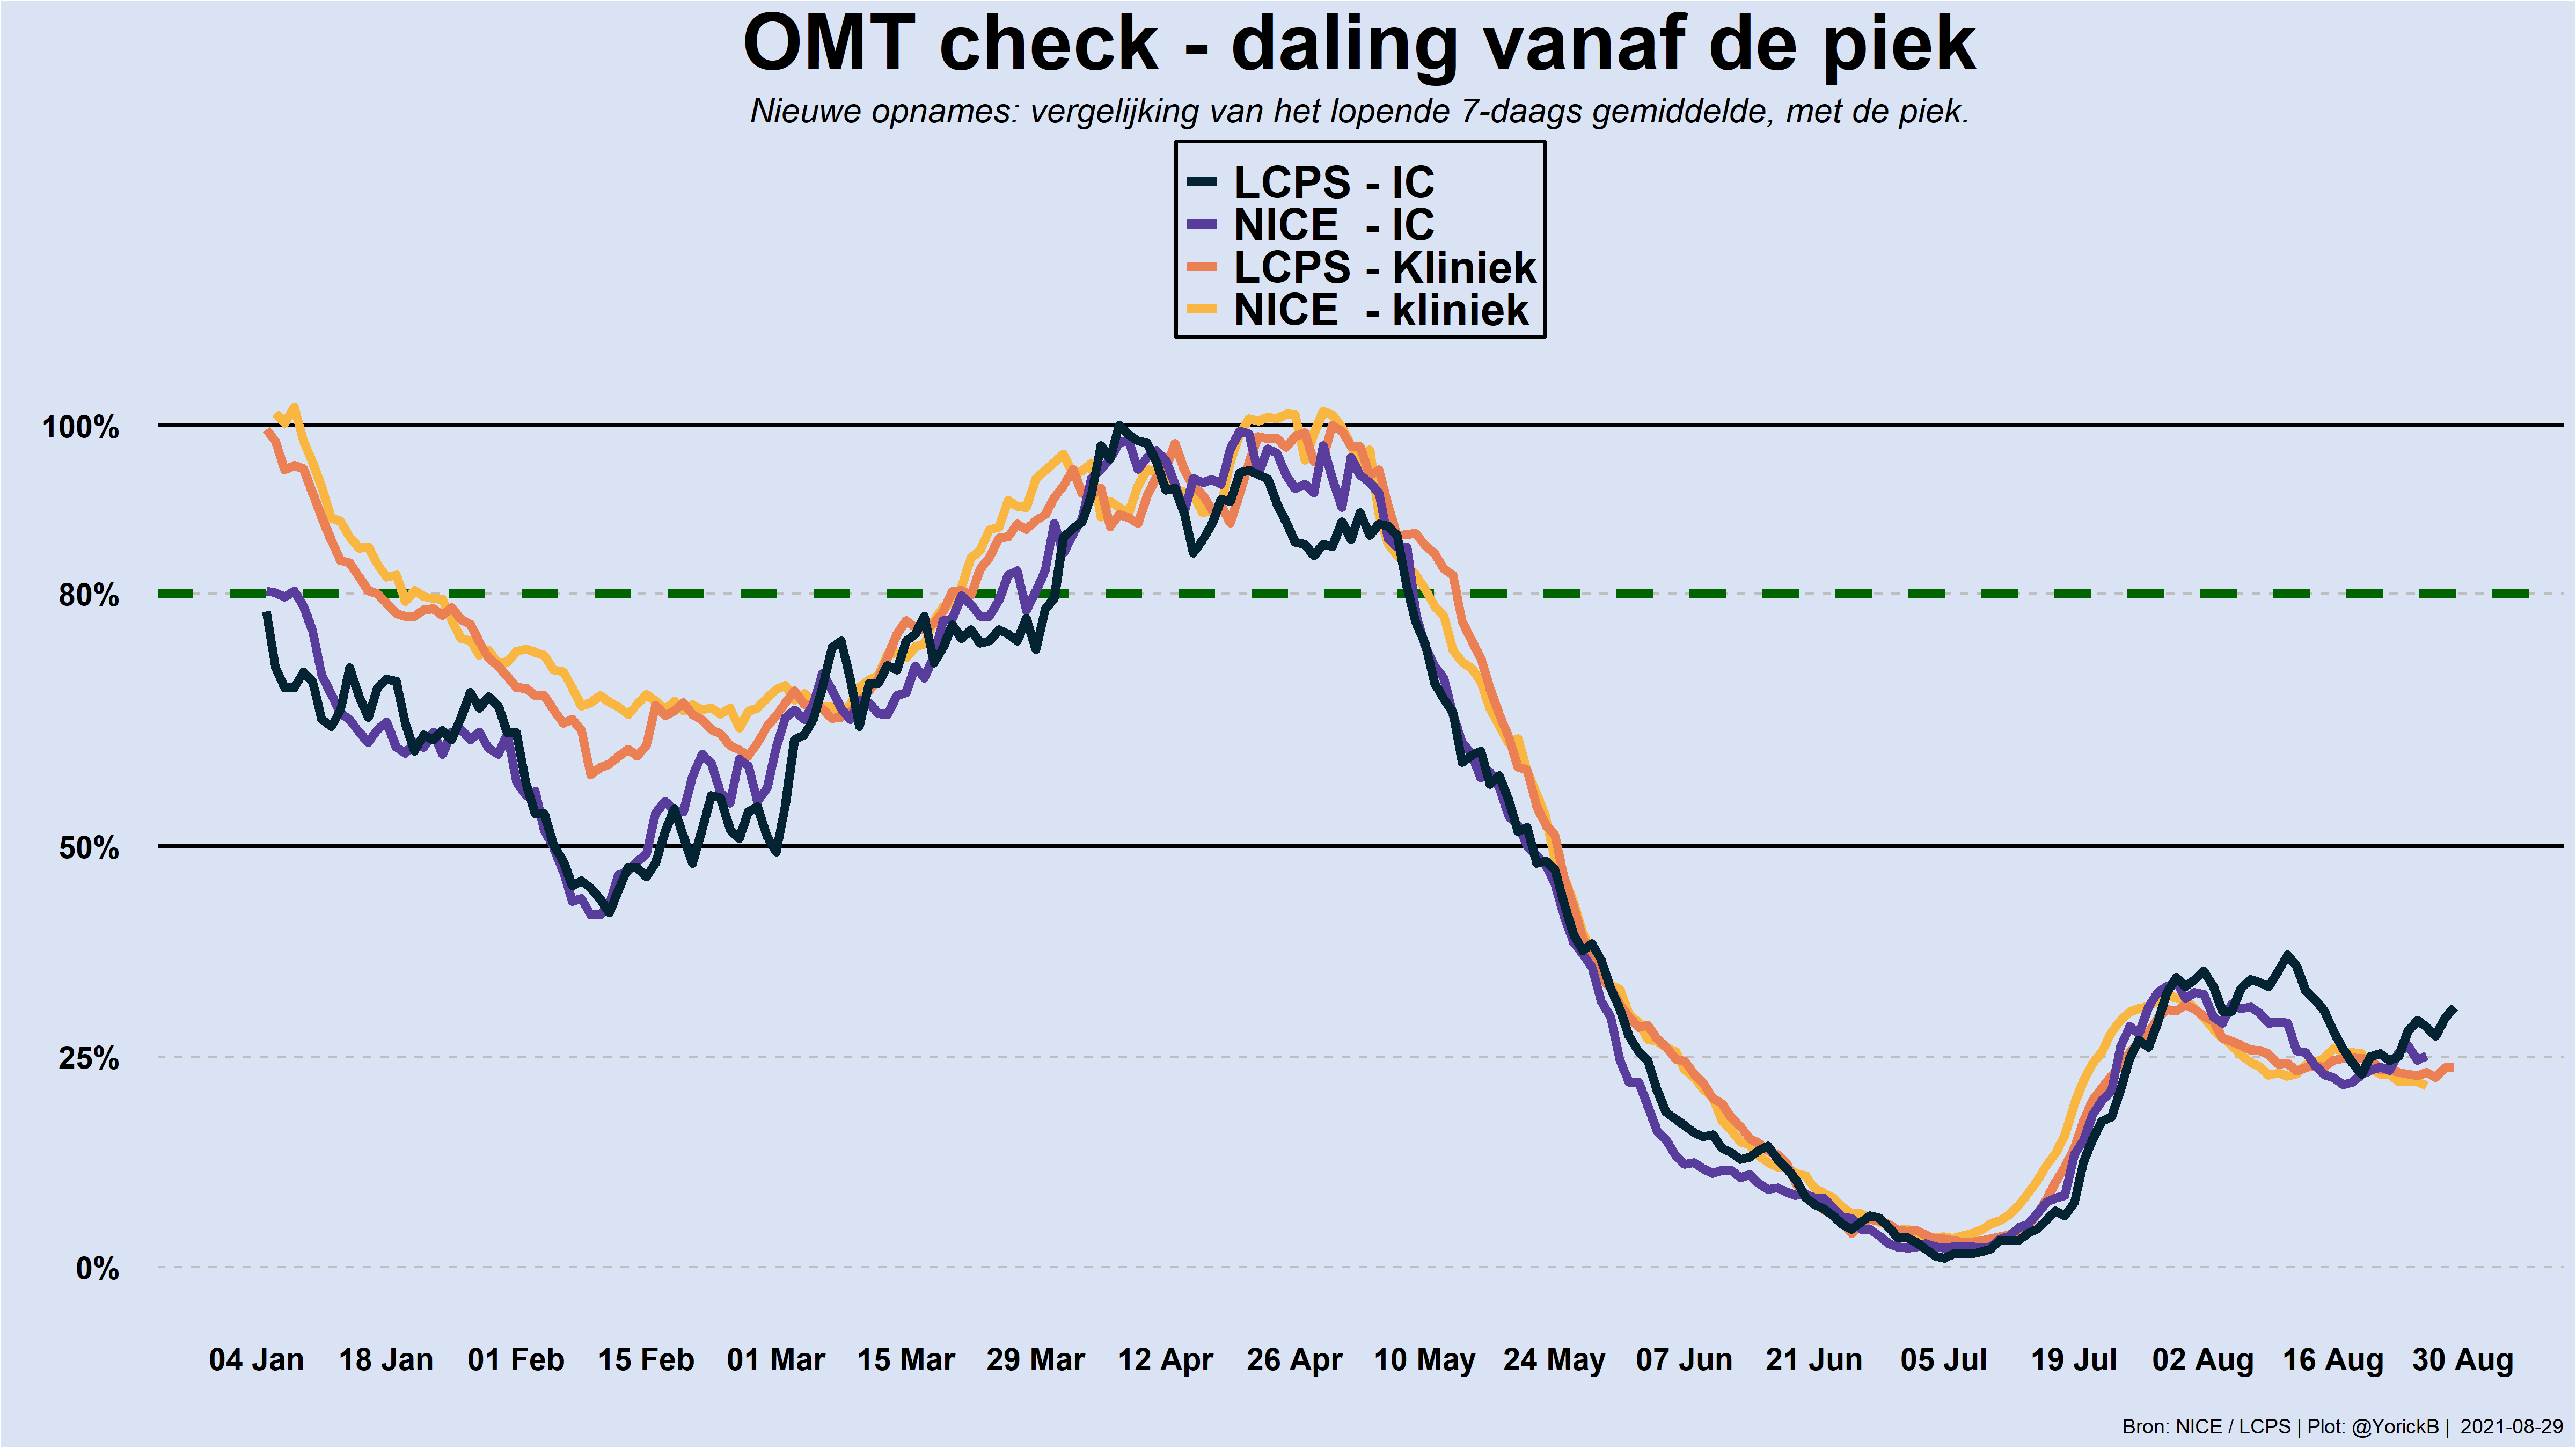 OMT check - daling vanaf de piek
Nieuwe opnames: vergelijking van het lopende 7-daags gemiddelde, met de piek.
LCPS - IC
NICE - IC
LCPS - Kliniek
NICE - kliniek
100%
80%
50%
25%
0%
04 Jan 18 Jan 01 Feb 15 Feb 01 Mar 15 Mar 29 Mar 12 Apr 26 Apr 10 May 24 May 07 Jun 21 Jun 05 Jul 19 Jul 02 Aug 16 Aug 30 Aug
Bron: NICE / LCPS | Plot: @YorickB | 2021-08-29